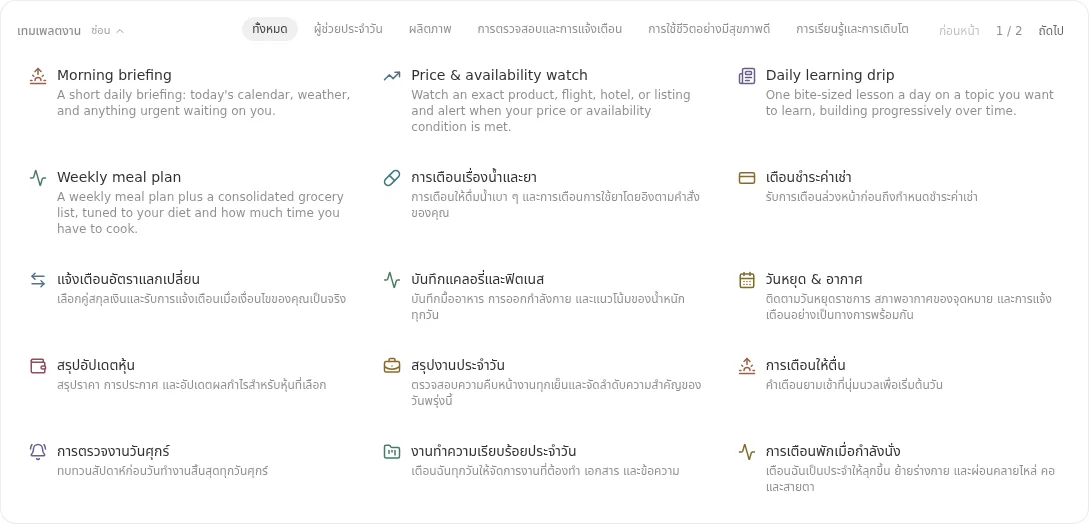 เทมเพลตงาน ซ่อน ทั้งหมด ผู้ช่วยประจำวัน ผลิตภาพ การตรวจสอบและการแจ้งเตือน การใช้ชีวิตอย่างมีสุขภาพดี การเรียนรู้และการเติบโต ก่อนหน้า 1 / 2 ถัดไป
Morning briefing
A short daily briefing: today's calendar, weather,
and anything urgent waiting on you.
Price & availability watch
Watch an exact product, flight, hotel, or listing
and alert when your price or availability
condition is met.
Daily learning drip
One bite-sized lesson a day on a topic you want
to learn, building progressively over time.
Weekly meal plan
A weekly meal plan plus a consolidated grocery
list, tuned to your diet and how much time you
have to cook.
การเตือนเรื่องน้ำและยา
การเตือนให้ดื่มน้ำเบา ๆ และการเตือนการใช้ยาโดยอิงตามคำสั่ง
ของคุณ
เตือนชำระค่าเช่า
รับการเตือนล่วงหน้าก่อนถึงกำหนดชำระค่าเช่า
แจ้งเตือนอัตราแลกเปลี่ยน
เลือกคู่สกุลเงินและรับการแจ้งเตือนเมื่อเงื่อนไขของคุณเป็นจริง
บันทึกแคลอรี่และฟิตเนส
บันทึกมื้ออาหาร การออกกำลังกาย และแนวโน้มของน้ำหนัก
ทุกวัน
วันหยุด & อากาศ
ติดตามวันหยุดราชการ สภาพอากาศของจุดหมาย และการแจ้ง
เตือนอย่างเป็นทางการพร้อมกัน
สรุปอัปเดตหุ้น
สรุปราคา การประกาศ และอัปเดตผลกำไรสำหรับหุ้นที่เลือก
สรุปงานประจำวัน
ตรวจสอบความคืบหน้างานทุกเย็นและจัดลำดับความสำคัญของ
วันพรุ่งนี้
การเตือนให้ตื่น
คำเตือนยามเช้าที่นุ่มนวลเพื่อเริ่มต้นวัน
การตรวจงานวันศุกร์
ทบทวนสัปดาห์ก่อนวันทำงานสิ้นสุดทุกวันศุกร์
งานทำความเรียบร้อยประจำวัน
เตือนฉันทุกวันให้จัดการงานที่ต้องทำ เอกสาร และข้อความ
การเตือนพักเมื่อกำลังนั่ง
เตือนฉันเป็นประจำให้ลุกขึ้น ย้ายร่างกาย และผ่อนคลายไหล่ คอ
และสายตา